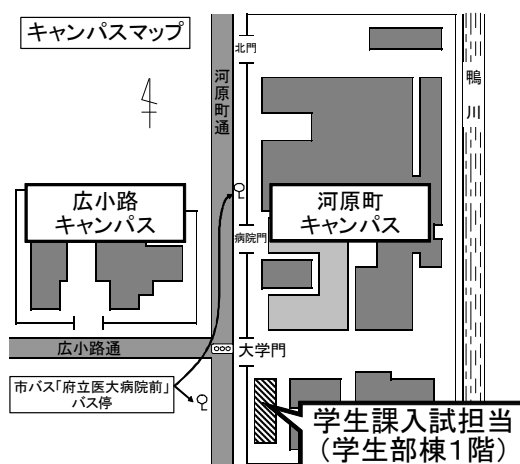 キャンパスマップ
北門
河原町通
鴨川
広小路
キャンパス
河原町
キャンパス
病院門
広小路通
大学門
市バス「府立医大病院前」
バス停
学生課入試担当
(学生部棟1階)